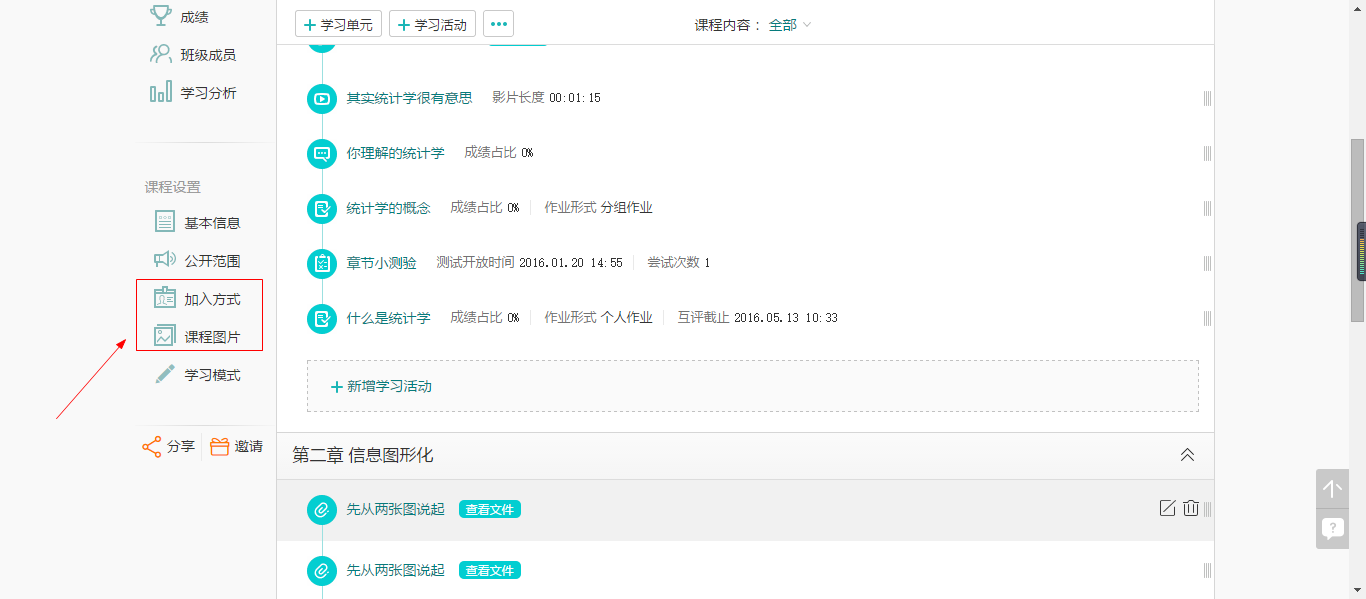 成绩
班级成员
学习分析
课程设置
基本信息
公开范围
加入方式
课程图片
学习模式
分享 邀请
+ 学习单元 + 学习活动 ••• 课程内容： 全部
其实统计学很有意思 影片长度 00:01:15
你理解的统计学 成绩占比 0%
统计学的概念 成绩占比 0% 作业形式 分组作业
章节小测验 测试开放时间 2016.01.20 14:55 尝试次数 1
什么是统计学 成绩占比 0% 作业形式 个人作业 互评截止 2016.05.13 10:33
+ 新增学习活动
第二章 信息图形化
先从两张图说起 查看文件
先从两张图说起 查看文件